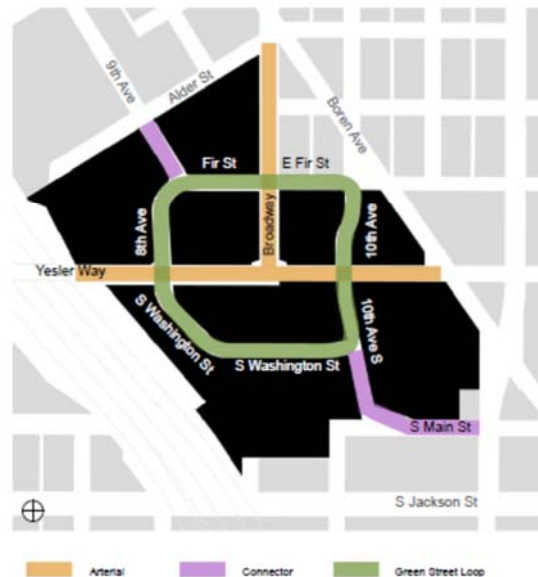 9th Ave
Alder St
Boren Ave
Fir St
E Fir St
8th Ave
Broadway
10th Ave
Yesler Way
S Washington St
10th Ave S
S Washington St
S Main St
S Jackson St
Arterial
Connector
Green Street Loop